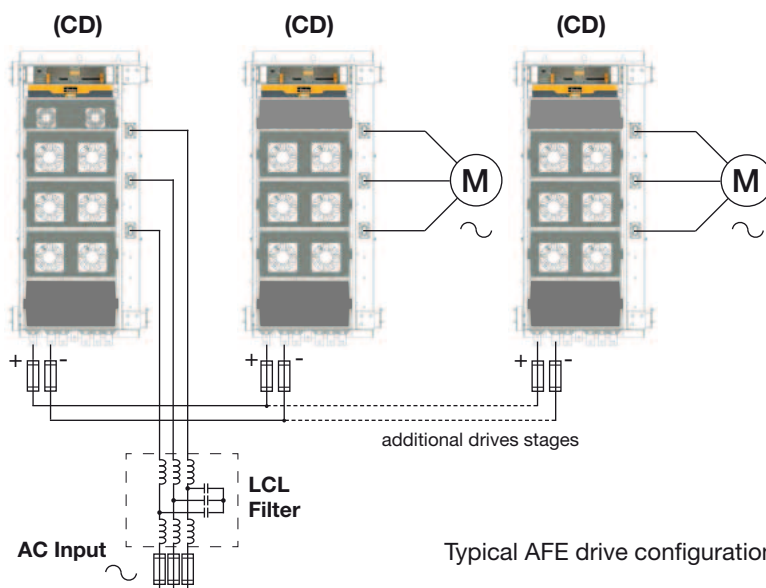 (CD) (CD) (CD)
M M
+ - + - + -
additional drives stages
LCL
Filter
AC Input
Typical AFE drive configuration